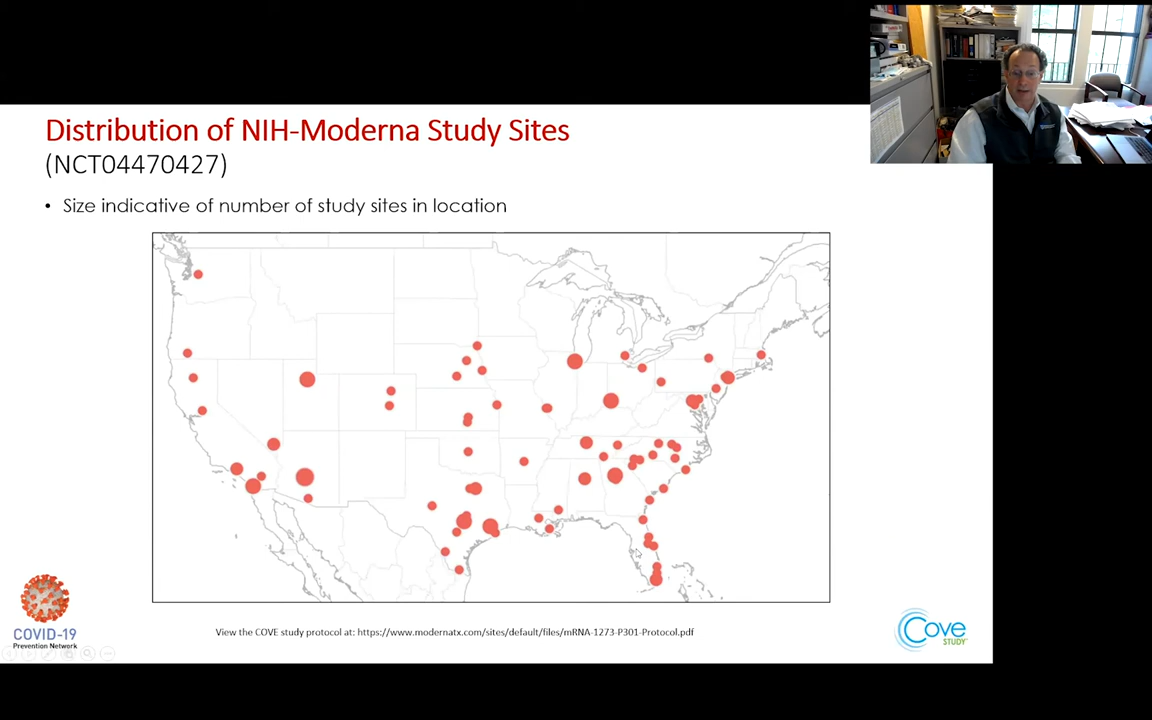 Distribution of NIH-Moderna Study Sites
(NCT04470427)
• Size indicative of number of study sites in location
View the COVE study protocol at: https://www.modernatx.com/sites/default/files/mRNA-1273-P301-Protocol.pdf
COVID-19
Prevention Network
Cove
STUDY